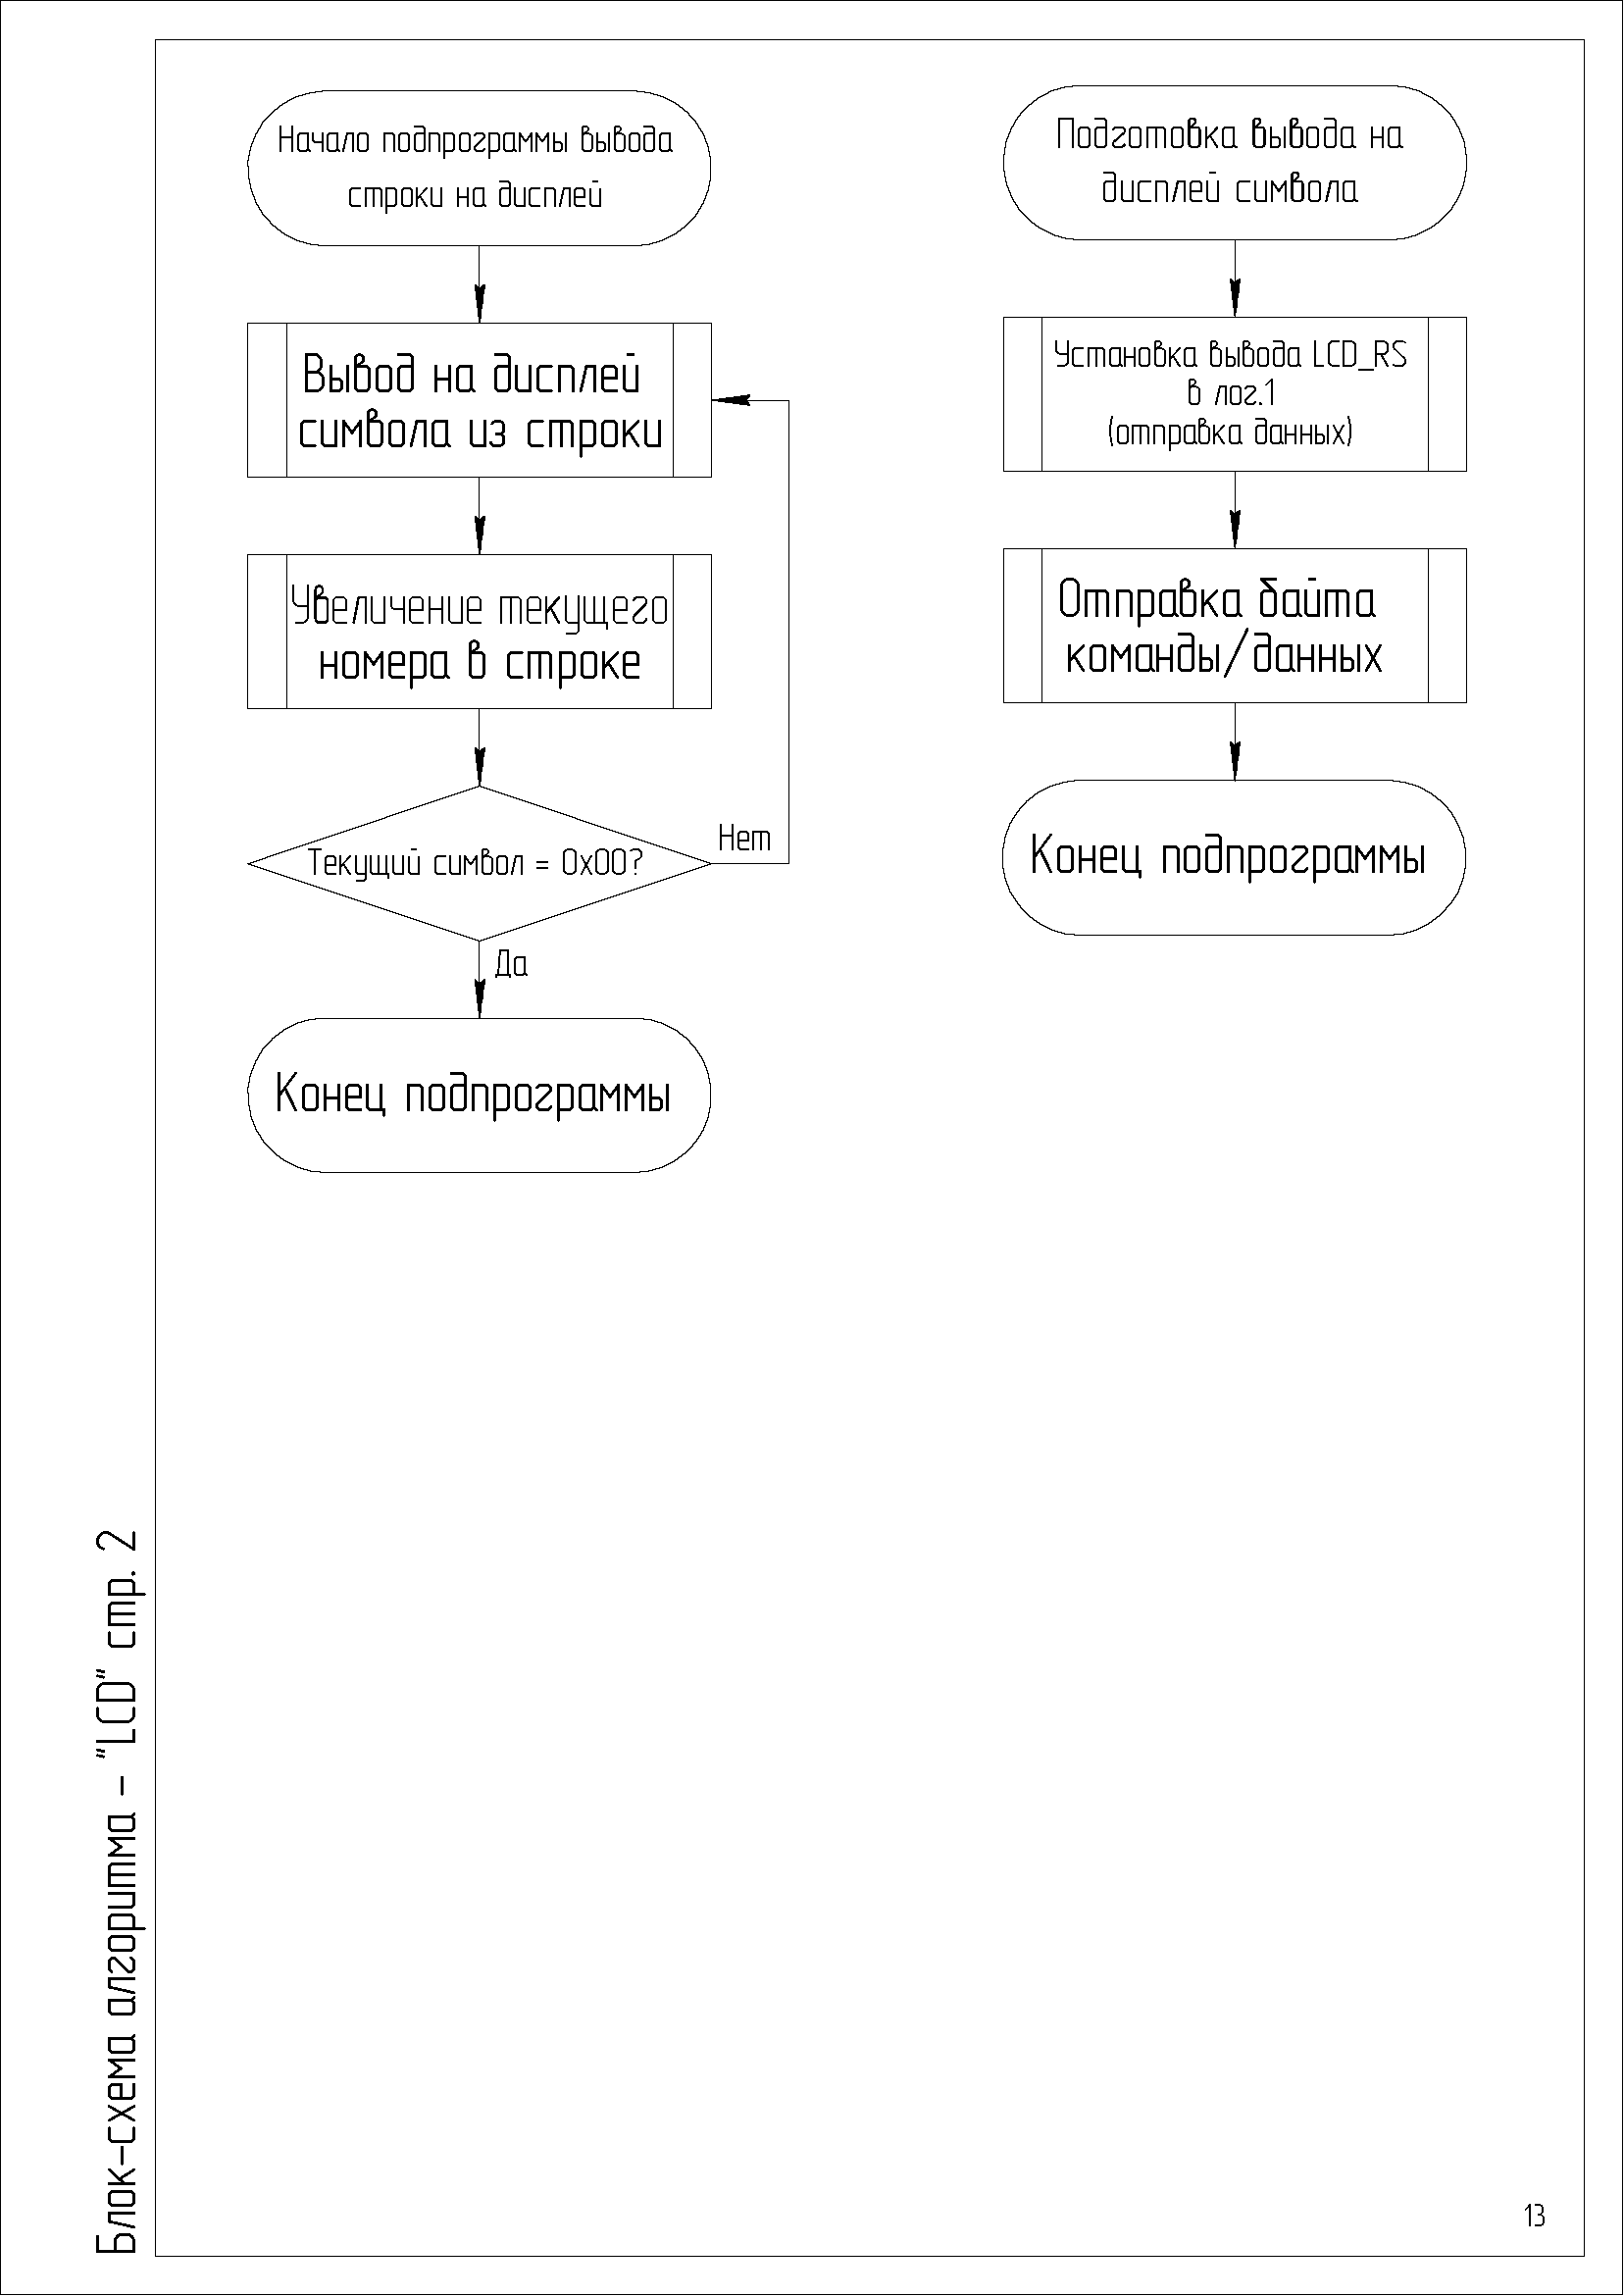 Начало подпрограммы вывода
строки на дисплей
Вывод на дисплей
символа из строки
Увеличение текущего
номера в строке
Текущий символ = 0x00?
Нет
Да
Конец подпрограммы
Подготовка вывода на
дисплей символа
Установка вывода LCD_RS
в лог.1
(отправка данных)
Отправка байта
команды/данных
Конец подпрограммы
Блок-схема алгоритма - "LCD" стр. 2
13